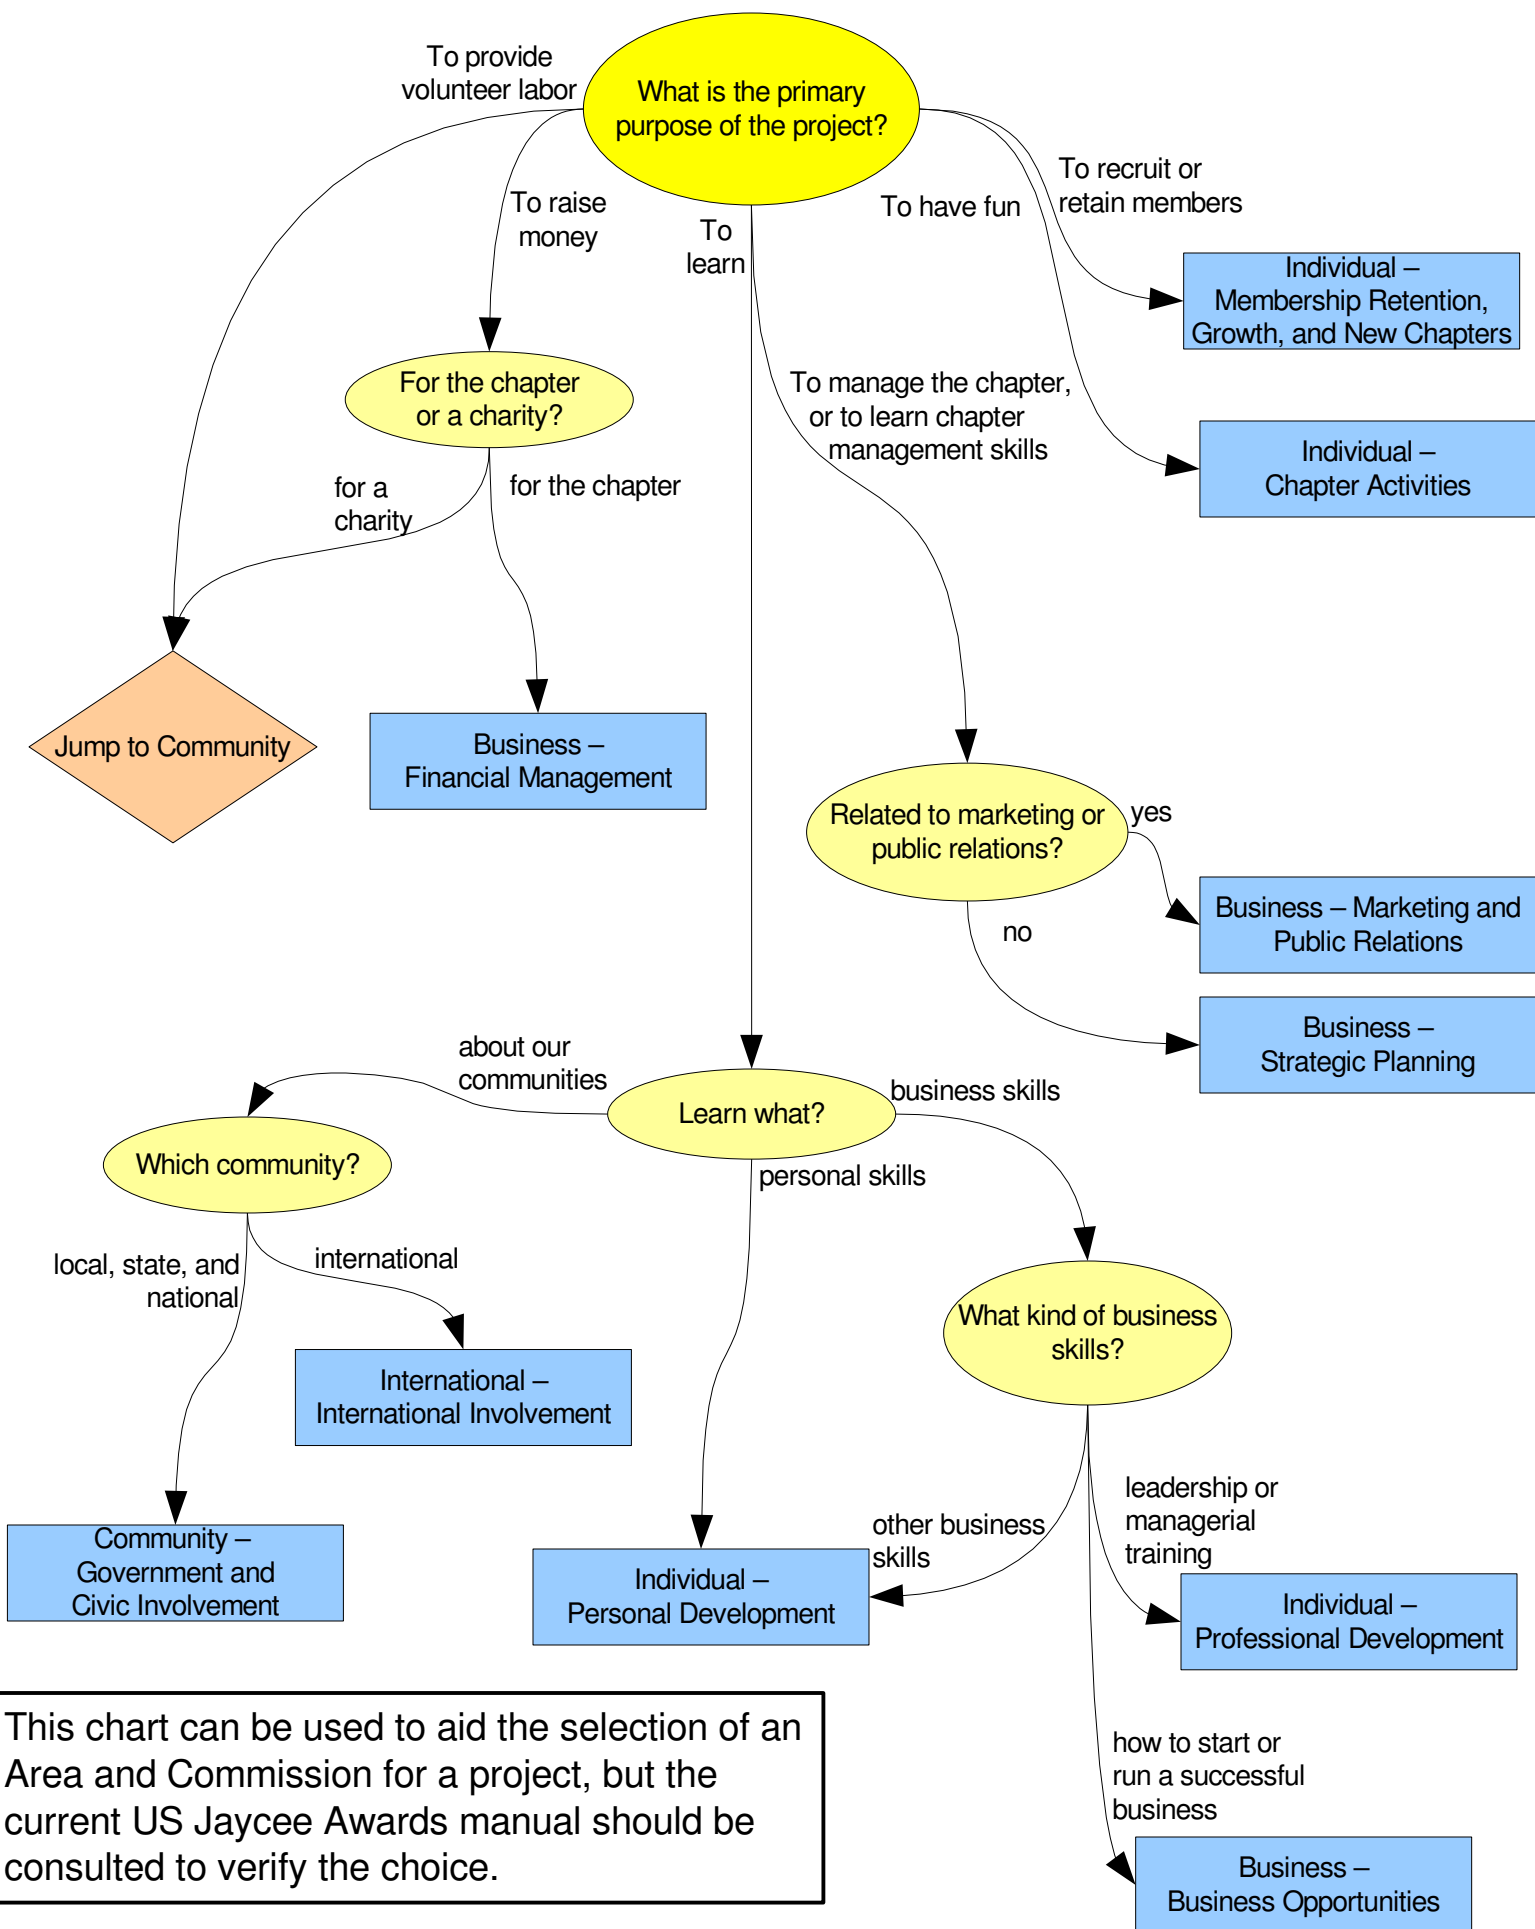 To provide
volunteer labor
What is the primary
purpose of the project?
To recruit or
retain members
To raise
money
To
learn
To have fun
Individual –
Membership Retention,
Growth, and New Chapters
For the chapter
or a charity?
To manage the chapter,
or to learn chapter
management skills
Individual –
Chapter Activities
for a
charity
for the chapter
Jump to Community
Business –
Financial Management
Related to marketing or
public relations?
yes
Business – Marketing and
Public Relations
no
Business –
Strategic Planning
about our
communities
Learn what?
business skills
Which community?
personal skills
local, state, and
national
international
What kind of business
skills?
International –
International Involvement
leadership or
managerial
training
other business
skills
Community –
Government and
Civic Involvement
Individual –
Personal Development
Individual –
Professional Development
This chart can be used to aid the selection of an
Area and Commission for a project, but the
current US Jaycee Awards manual should be
consulted to verify the choice.
how to start or
run a successful
business
Business –
Business Opportunities